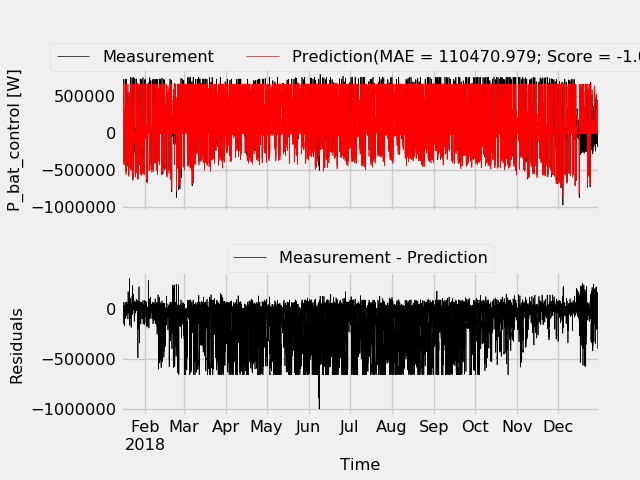 Measurement Prediction(MAE = 110470.979; Score = -1.
P_bat_control [W]
500000
0
−500000
−1000000
Measurement - Prediction
Residuals
0
−500000
−1000000
Feb Mar Apr May Jun Jul Aug Sep Oct Nov Dec
2018
Time